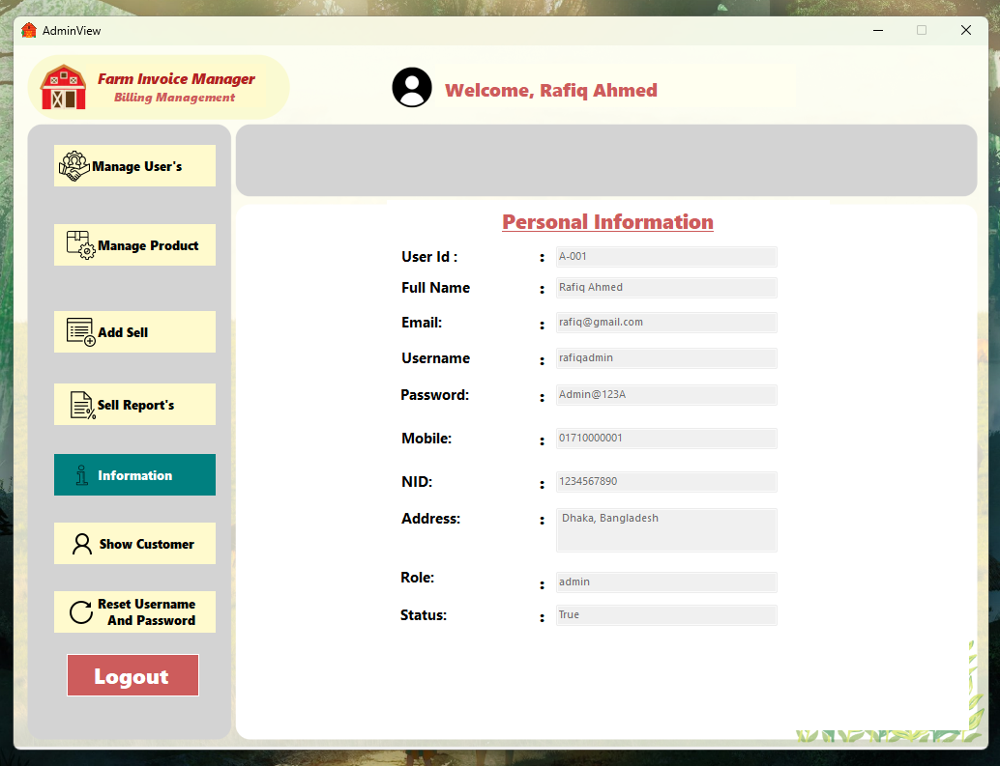 AdminView
Farm Invoice Manager
Billing Management
Welcome, Rafiq Ahmed
Manage User's
Manage Product
Add Sell
Sell Report's
Information
Show Customer
Reset Username
And Password
Logout
Personal Information
User Id : : A-001
Full Name : Rafiq Ahmed
Email: : rafiq@gmail.com
Username : rafiqadmin
Password: : Admin@123A
Mobile: : 01710000001
NID: : 1234567890
Address: : Dhaka, Bangladesh
Role: : admin
Status: : True